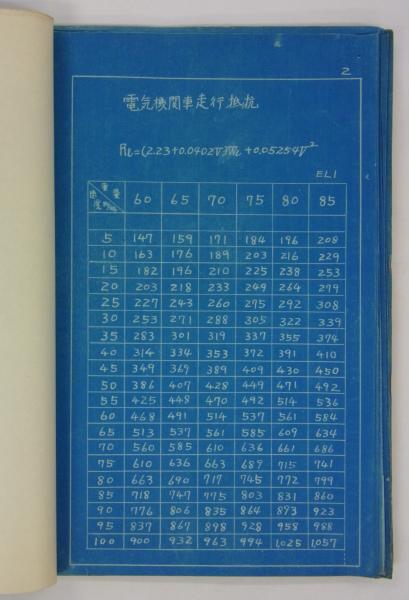 2
電気機関車走行抵抗
Rℓ=(2.23+0.0402V)Wℓ+0.05254V²
EL1
重量 速度 60 65 70 75 80 85
5 147 159 171 184 196 208
10 163 176 189 203 216 229
15 182 196 210 225 238 253
20 203 218 233 249 264 279
25 227 243 260 275 292 308
30 253 271 288 305 322 339
35 283 301 319 337 355 374
40 314 334 353 372 391 410
45 349 369 389 409 430 450
50 386 407 428 449 471 492
55 425 448 470 492 514 536
60 468 491 514 537 561 584
65 513 537 561 585 609 634
70 560 585 610 636 661 686
75 610 636 663 689 715 741
80 663 690 717 745 772 799
85 718 747 775 803 831 860
90 776 806 835 864 893 923
95 837 867 898 928 958 988
100 900 932 963 994 1,025 1,057